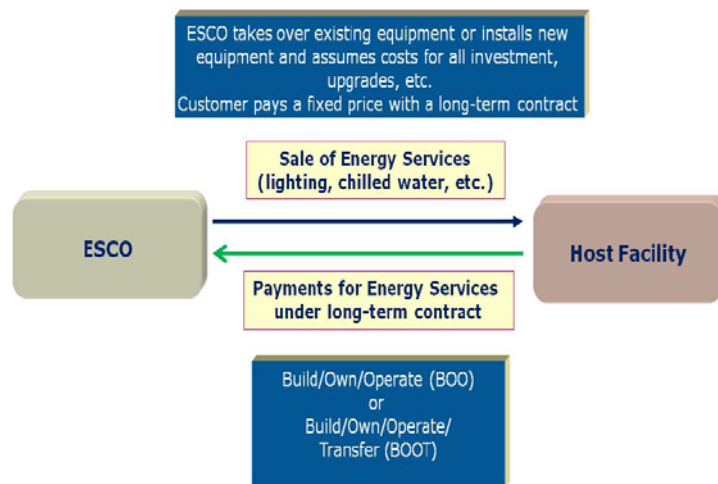 ESCO takes over existing equipment or installs new
equipment and assumes costs for all investment,
upgrades, etc.
Customer pays a fixed price with a long-term contract
Sale of Energy Services
(lighting, chilled water, etc.)
ESCO
Host Facility
Payments for Energy Services
under long-term contract
Build/Own/Operate (BOO)
or
Build/Own/Operate/
Transfer (BOOT)